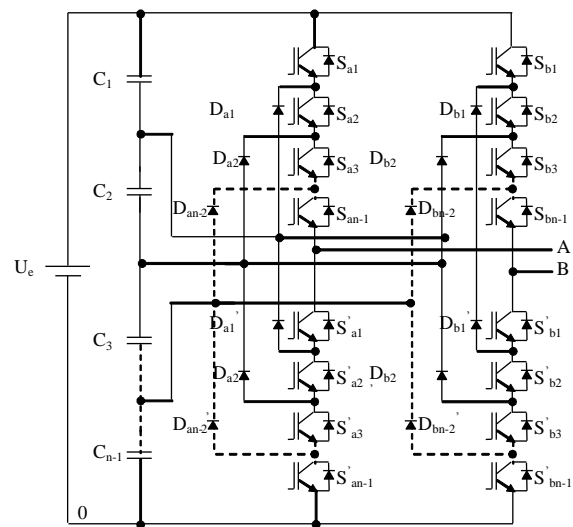 C1
Sa1
Sb1
Da1
Sa2
Db1
Sb2
Da2
Sa3
Db2
Sb3
C2
Dan-2
San-1
Dbn-2
Sbn-1
A
Ue
B
C3
Da1'
S'a1
Db1'
S'b1
Da2'
S'a2
Db2'
S'b2
Dan-2'
S'a3
Dbn-2'
S'b3
Cn-1
S'an-1
S'bn-1
0